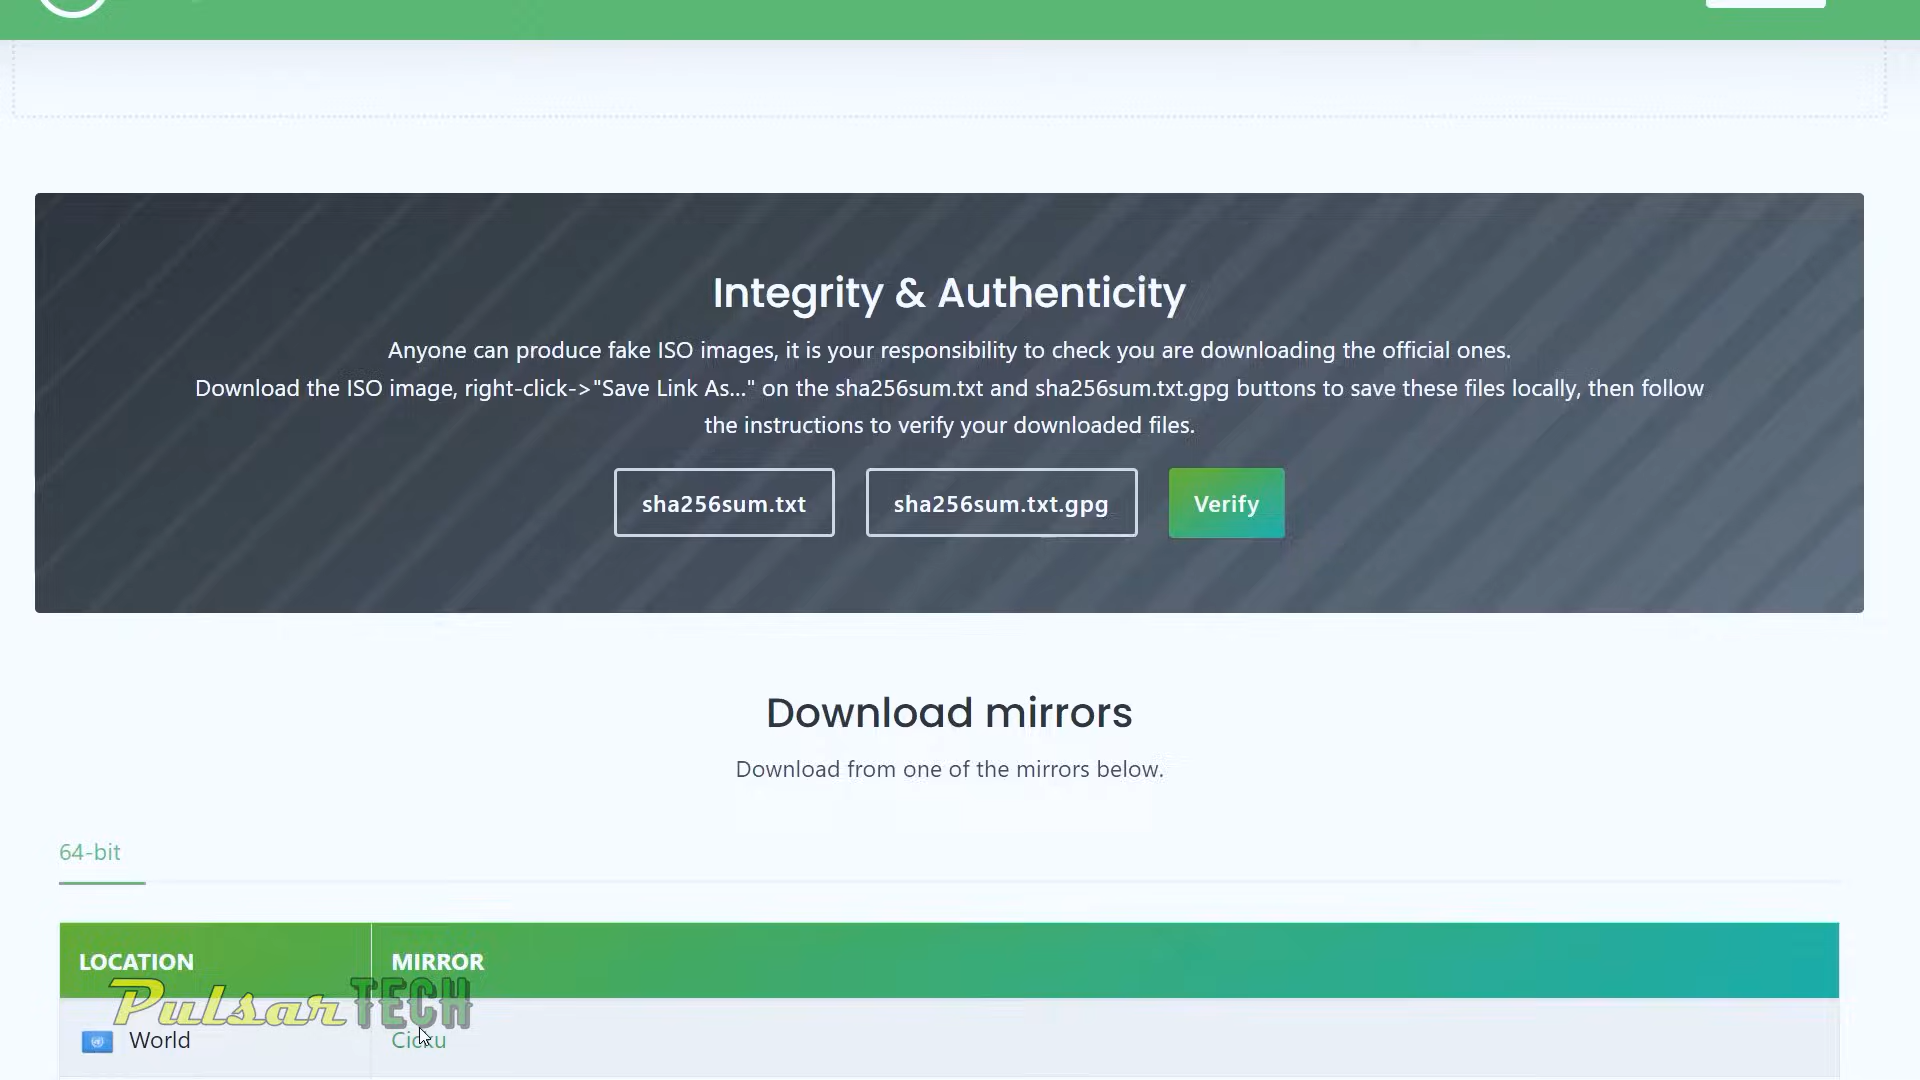 Integrity & Authenticity
Anyone can produce fake ISO images, it is your responsibility to check you are downloading the official ones.
Download the ISO image, right-click->"Save Link As..." on the sha256sum.txt and sha256sum.txt.gpg buttons to save these files locally, then follow
the instructions to verify your downloaded files.
sha256sum.txt sha256sum.txt.gpg Verify
Download mirrors
Download from one of the mirrors below.
64-bit
LOCATION MIRROR
Pulsar TECH
World Cicku